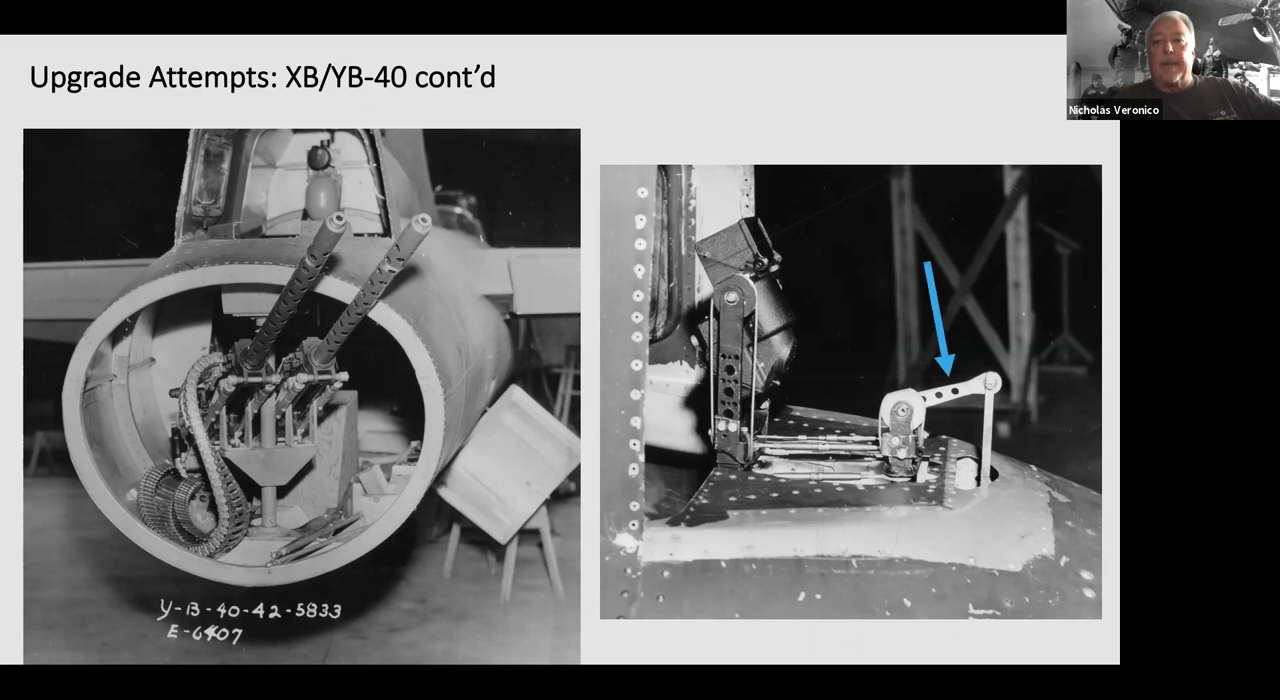 Upgrade Attempts: XB/YB-40 cont’d
Nicholas Veronico
Y-B-40-42-5833
E-6407